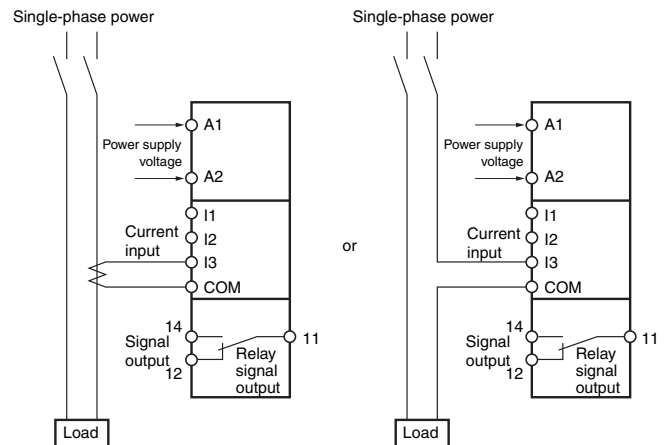 Single-phase power
A1
Power supply
voltage
A2
I1
Current
input
I2
I3
COM
14
Signal
output
12
Relay
signal
output
11
Load
or
Single-phase power
A1
Power supply
voltage
A2
I1
Current
input
I2
I3
COM
14
Signal
output
12
Relay
signal
output
11
Load